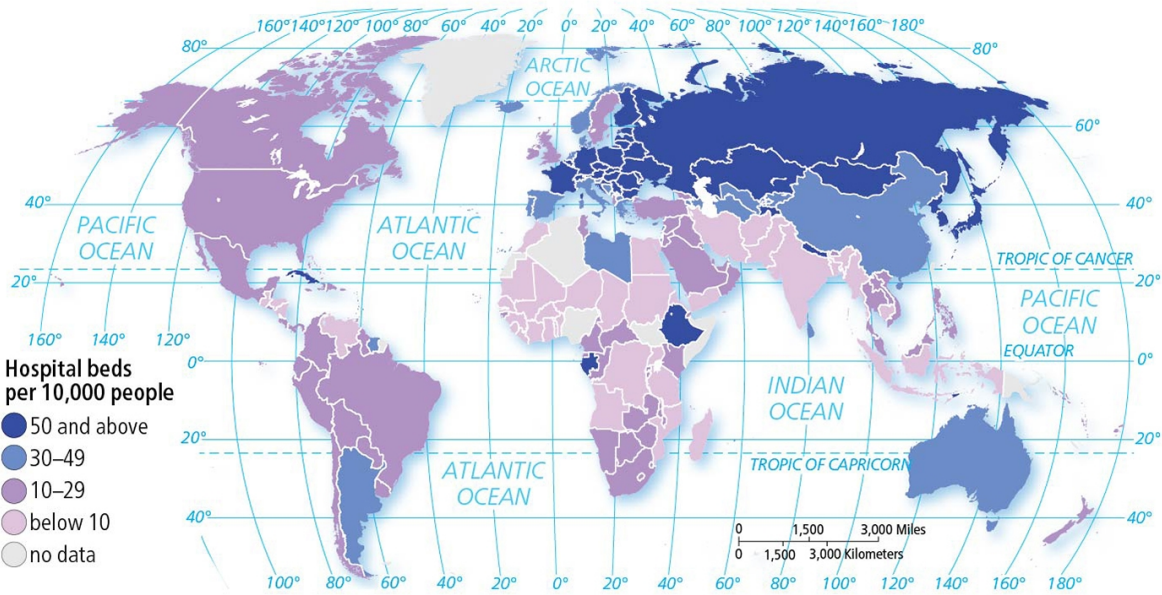 160° 140° 120° 100° 80° 60° 40° 20 0° 20° 40° 60° 80° 100° 120° 140° 160° 180°
80° 80°
ARCTIC
OCEAN
60°
40° 40°
PACIFIC
OCEAN
ATLANTIC
OCEAN
TROPIC OF CANCER
20° 20°
PACIFIC
OCEAN
160° 140° 120°
EQUATOR
0° 0°
Hospital beds
per 10,000 people
50 and above
30–49
10–29
below 10
no data
INDIAN
OCEAN
20° 20°
TROPIC OF CAPRICORN
ATLANTIC
OCEAN
40° 40°
0 1,500 3,000 Miles
0 1,500 3,000 Kilometers
100° 80° 60° 40° 20° 0° 20° 40° 60° 80° 100° 120° 140° 160° 180°